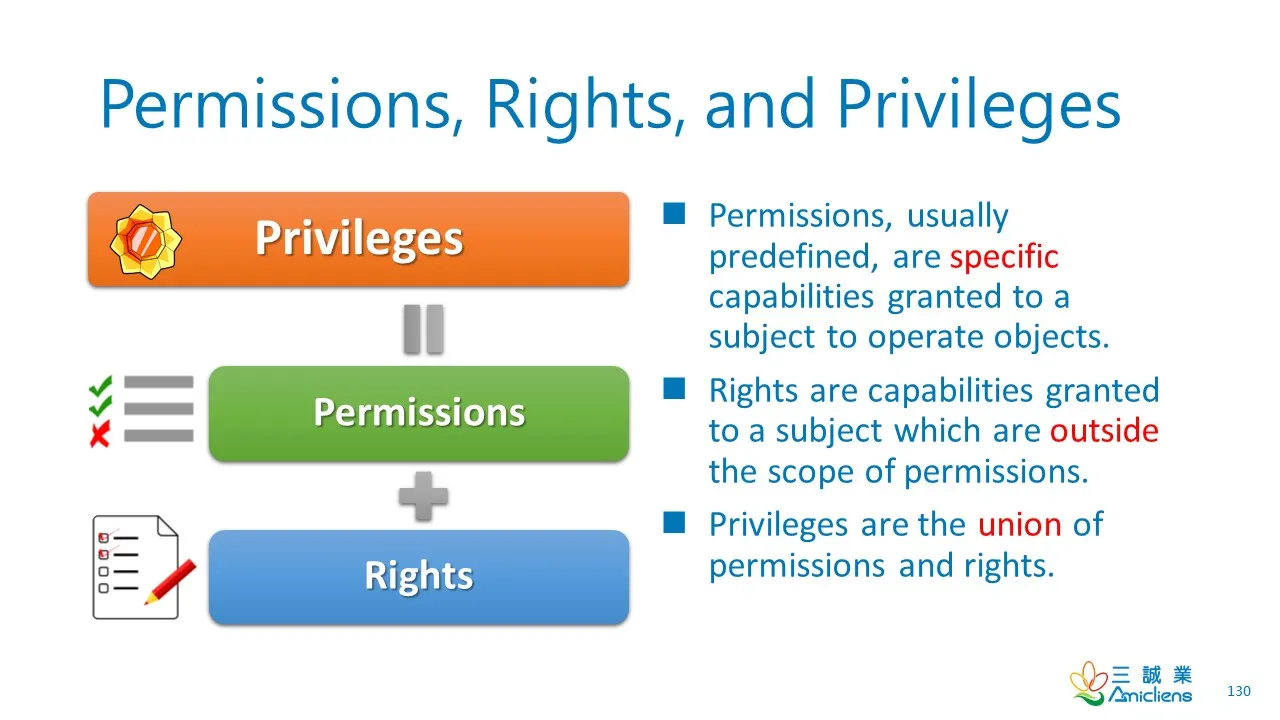 Permissions, Rights, and Privileges
Privileges
Permissions
Rights
■ Permissions, usually
predefined, are specific
capabilities granted to a
subject to operate objects.
■ Rights are capabilities granted
to a subject which are outside
the scope of permissions.
■ Privileges are the union of
permissions and rights.
三誠業
Amicliens
130